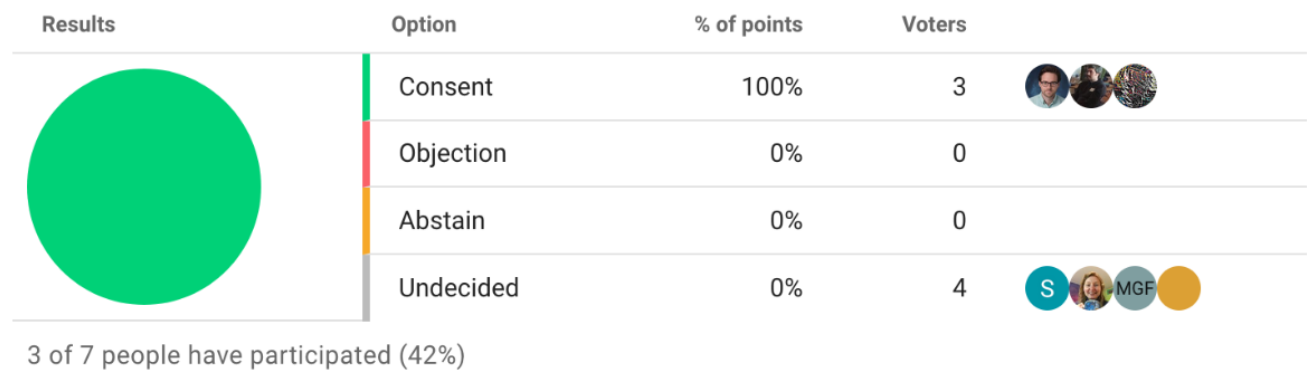 Results Option % of points Voters
Consent 100% 3
Objection 0% 0
Abstain 0% 0
Undecided 0% 4 S MGF
3 of 7 people have participated (42%)